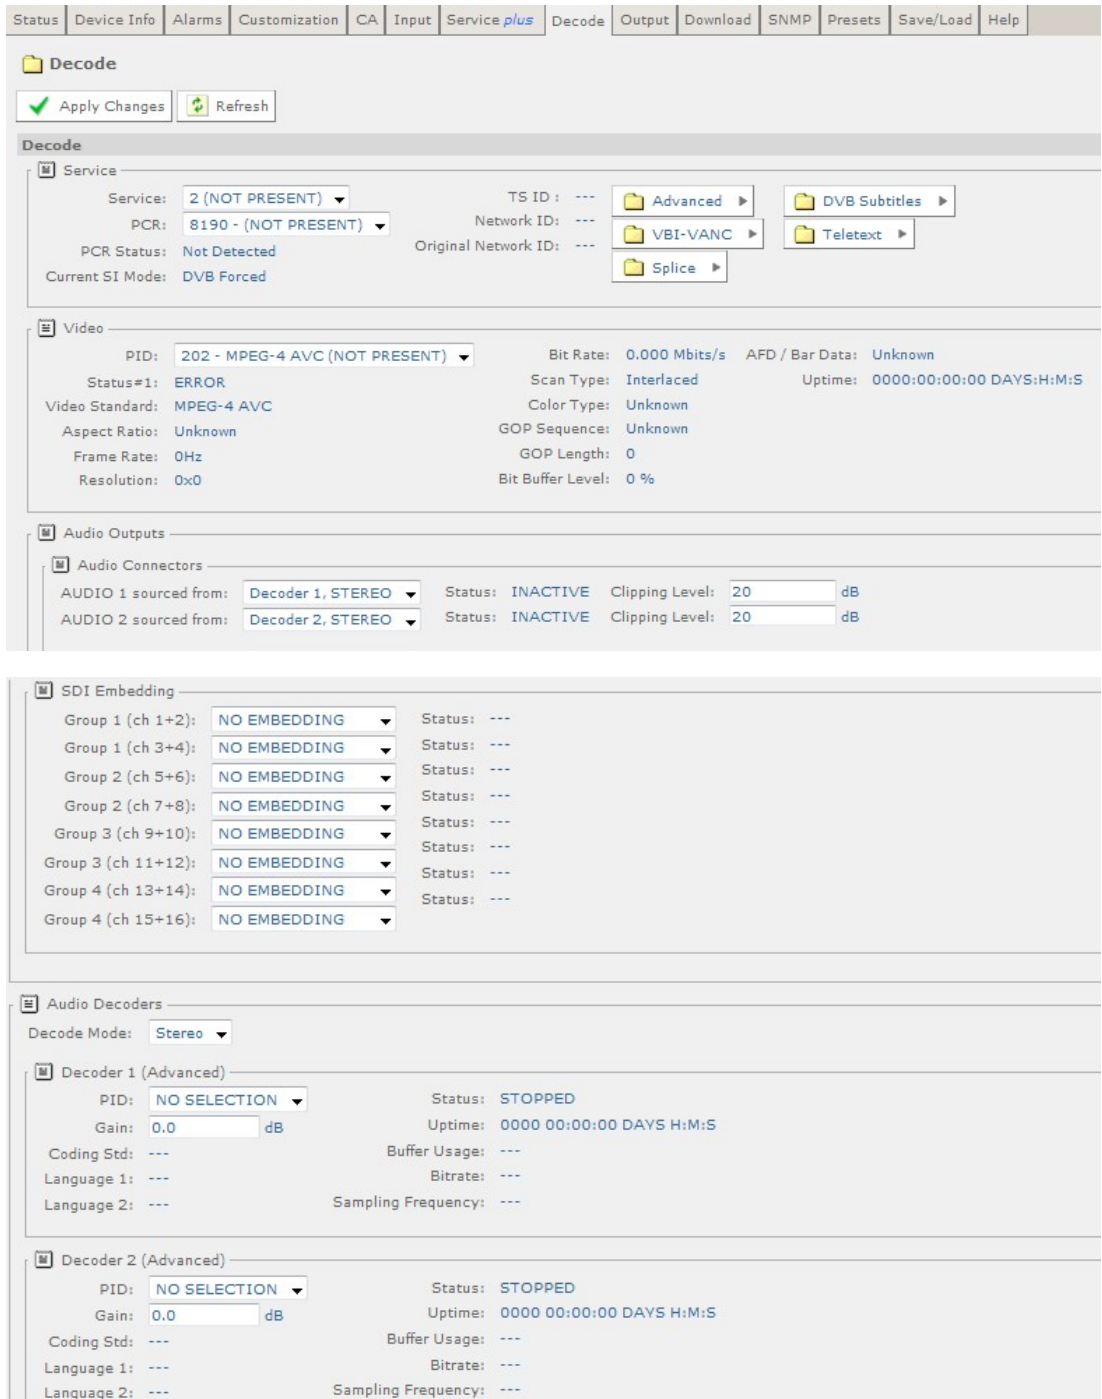 Status Device Info Alarms Customization CA Input Service plus Decode Output Download SNMP Presets Save/Load Help
Decode
Apply Changes Refresh
Decode
Service
Service: 2 (NOT PRESENT) TS ID : --- Advanced DVB Subtitles
PCR: 8190 - (NOT PRESENT) Network ID: --- VBI-VANC Teletext
PCR Status: Not Detected Original Network ID: --- Splice
Current SI Mode: DVB Forced
Video
PID: 202 - MPEG-4 AVC (NOT PRESENT) Bit Rate: 0.000 Mbits/s AFD / Bar Data: Unknown
Status#1: ERROR Scan Type: Interlaced Uptime: 0000:00:00:00 DAYS:H:M:S
Video Standard: MPEG-4 AVC Color Type: Unknown
Aspect Ratio: Unknown GOP Sequence: Unknown
Frame Rate: 0Hz GOP Length: 0
Resolution: 0x0 Bit Buffer Level: 0 %
Audio Outputs
Audio Connectors
AUDIO 1 sourced from: Decoder 1, STEREO Status: INACTIVE Clipping Level: 20 dB
AUDIO 2 sourced from: Decoder 2, STEREO Status: INACTIVE Clipping Level: 20 dB
SDI Embedding
Group 1 (ch 1+2): NO EMBEDDING Status: ---
Group 1 (ch 3+4): NO EMBEDDING Status: ---
Group 2 (ch 5+6): NO EMBEDDING Status: ---
Group 2 (ch 7+8): NO EMBEDDING Status: ---
Group 3 (ch 9+10): NO EMBEDDING Status: ---
Group 3 (ch 11+12): NO EMBEDDING Status: ---
Group 4 (ch 13+14): NO EMBEDDING Status: ---
Group 4 (ch 15+16): NO EMBEDDING Status: ---
Audio Decoders
Decode Mode: Stereo
Decoder 1 (Advanced)
PID: NO SELECTION Status: STOPPED
Gain: 0.0 dB Uptime: 0000 00:00:00 DAYS H:M:S
Coding Std: --- Buffer Usage: ---
Language 1: --- Bitrate: ---
Language 2: --- Sampling Frequency: ---
Decoder 2 (Advanced)
PID: NO SELECTION Status: STOPPED
Gain: 0.0 dB Uptime: 0000 00:00:00 DAYS H:M:S
Coding Std: --- Buffer Usage: ---
Language 1: --- Bitrate: ---
Language 2: --- Sampling Frequency: ---